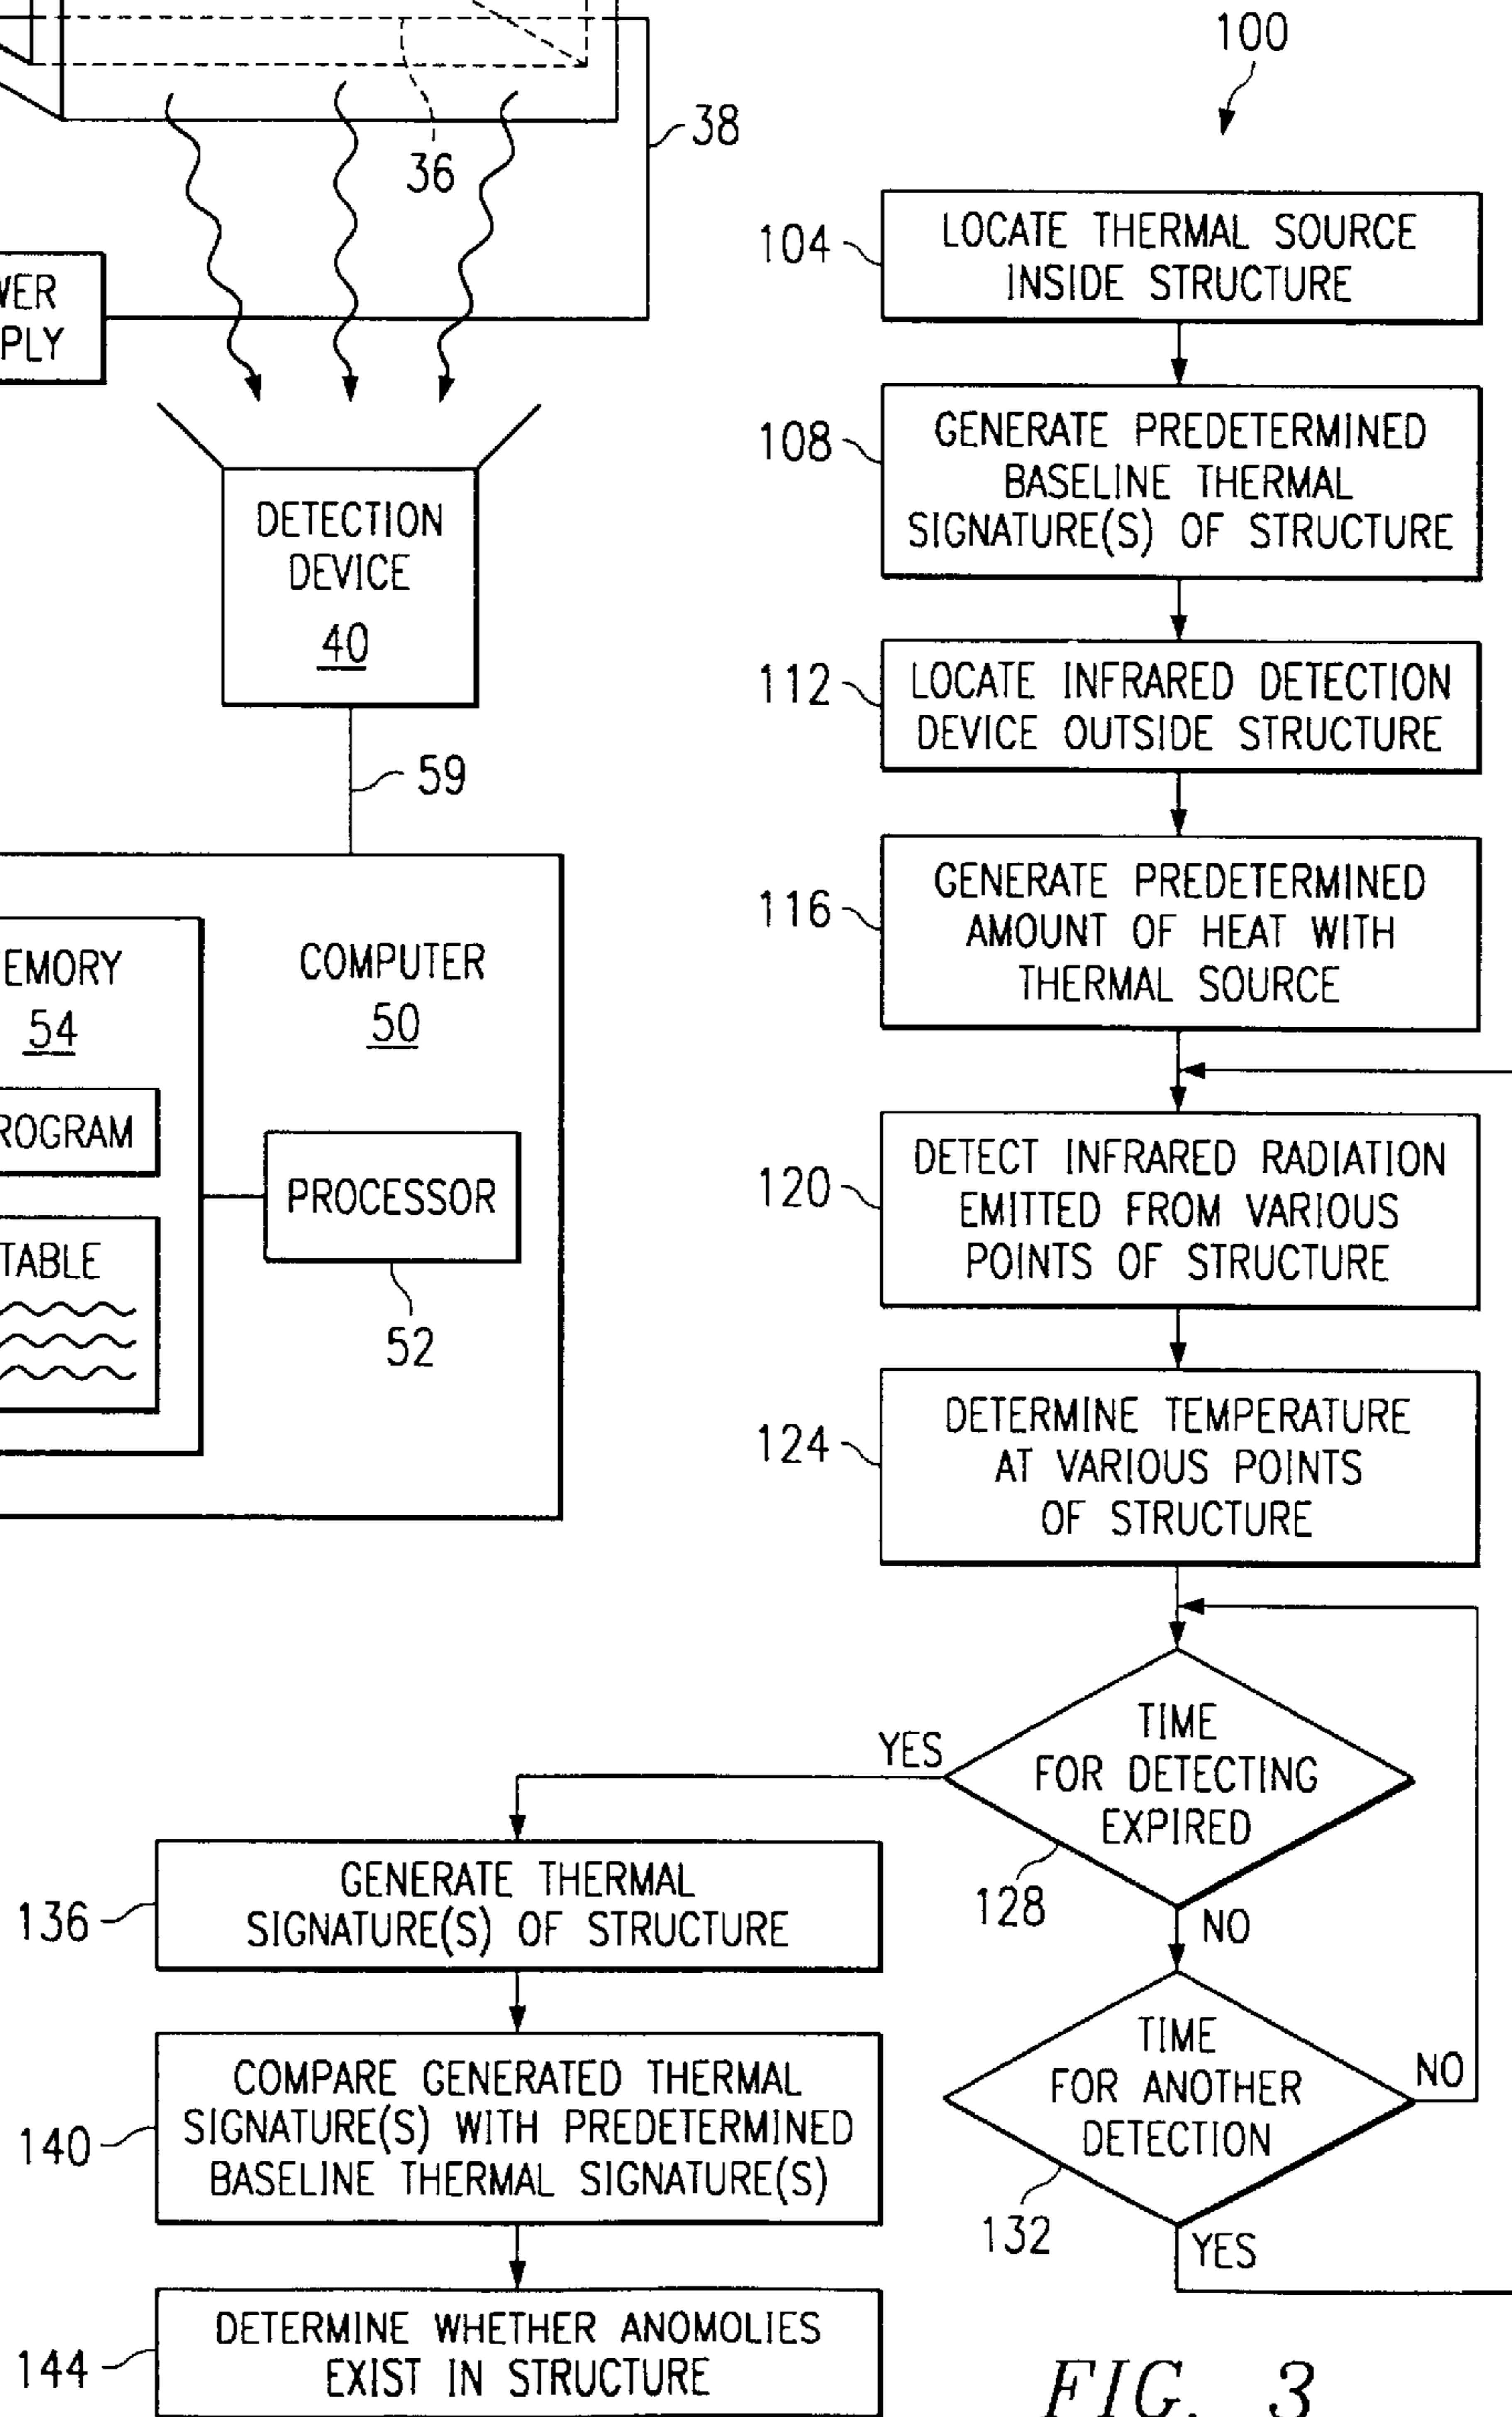 36
38
PLY
DETECTION
DEVICE
40
59
COMPUTER
50
54
PROCESSOR
52
TABLE
100
104
LOCATE THERMAL SOURCE
INSIDE STRUCTURE
108
GENERATE PREDETERMINED
BASELINE THERMAL
SIGNATURE(S) OF STRUCTURE
112
LOCATE INFRARED DETECTION
DEVICE OUTSIDE STRUCTURE
116
GENERATE PREDETERMINED
AMOUNT OF HEAT WITH
THERMAL SOURCE
120
DETECT INFRARED RADIATION
EMITTED FROM VARIOUS
POINTS OF STRUCTURE
124
DETERMINE TEMPERATURE
AT VARIOUS POINTS
OF STRUCTURE
TIME
FOR DETECTING
EXPIRED
128
YES
NO
TIME
FOR ANOTHER
DETECTION
132
NO
YES
136
GENERATE THERMAL
SIGNATURE(S) OF STRUCTURE
140
COMPARE GENERATED THERMAL
SIGNATURE(S) WITH PREDETERMINED
BASELINE THERMAL SIGNATURE(S)
144
DETERMINE WHETHER ANOMOLIES
EXIST IN STRUCTURE
FIG. 3